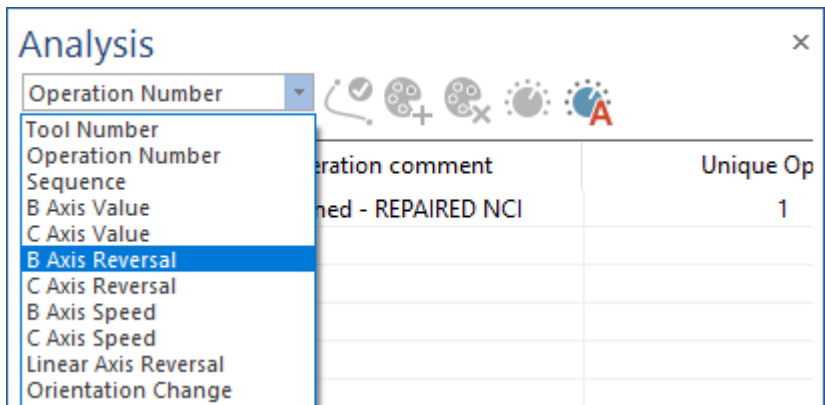 Analysis
Operation Number
Tool Number
Operation Number
Sequence
B Axis Value
C Axis Value
B Axis Reversal
C Axis Reversal
B Axis Speed
C Axis Speed
Linear Axis Reversal
Orientation Change
eration comment
Unique Op
ned - REPAIRED NCI
1